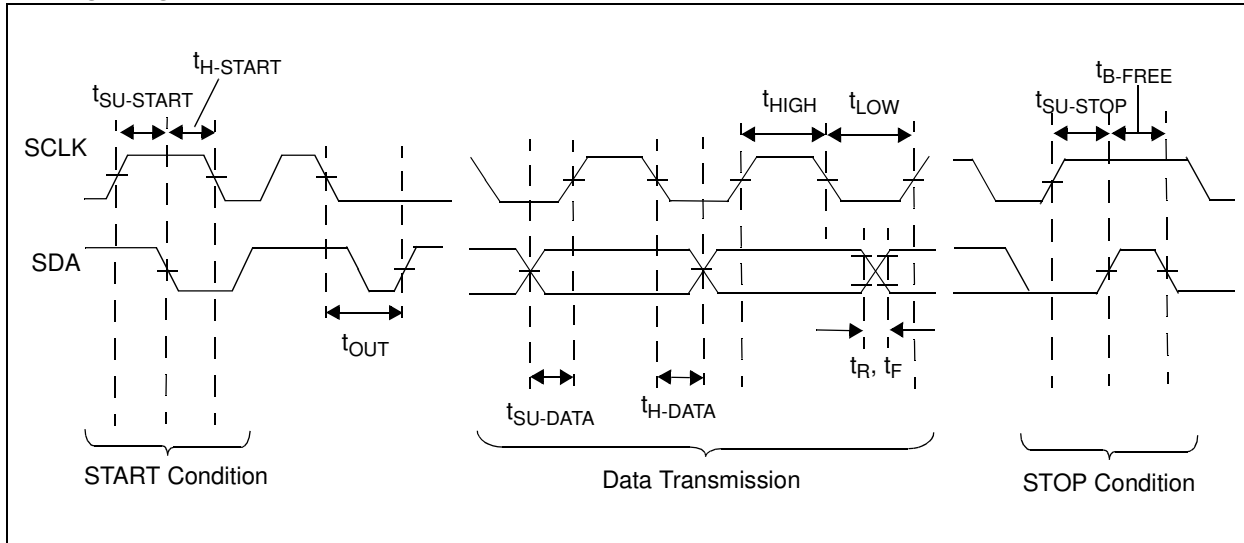 tH-START
tSU-START
tB-FREE
tHIGH
tLOW
tSU-STOP
SCLK
SDA
tOUT
tR, tF
tSU-DATA
tH-DATA
START Condition
Data Transmission
STOP Condition